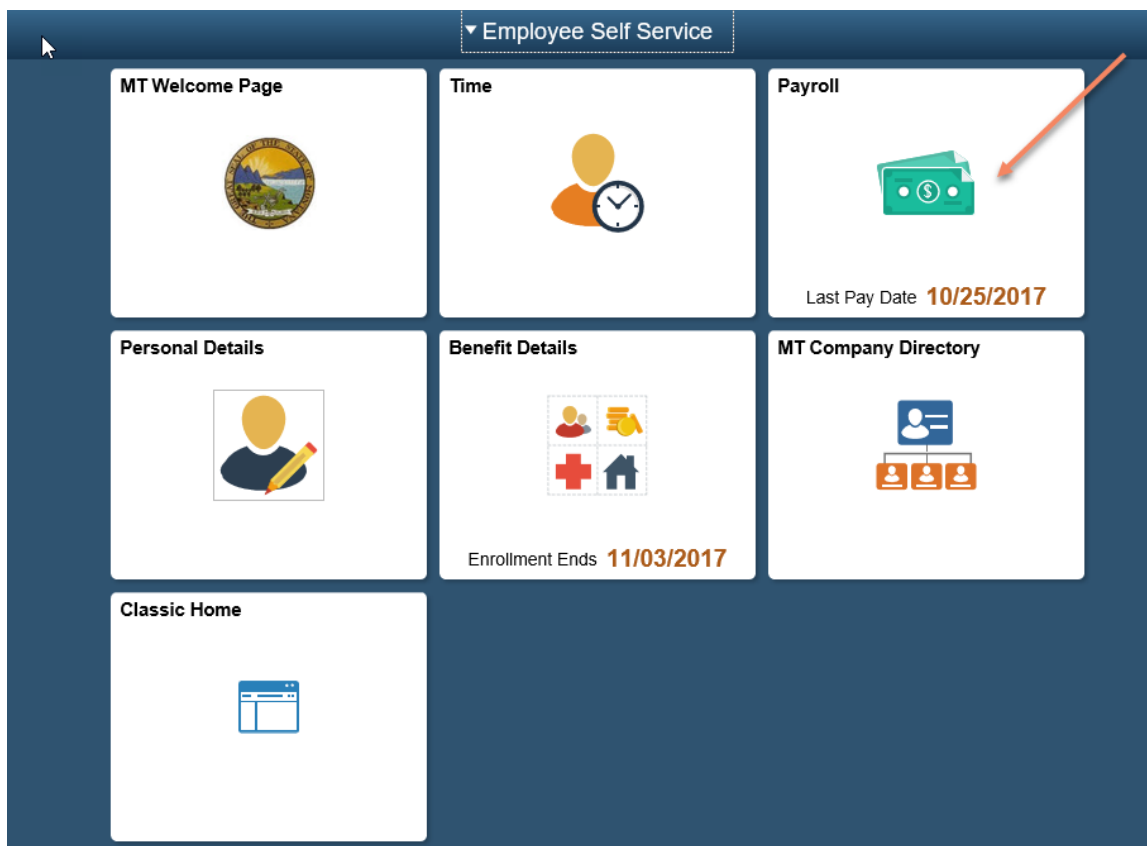 Employee Self Service
MT Welcome Page
Time
Payroll
Last Pay Date 10/25/2017
Personal Details
Benefit Details
MT Company Directory
Enrollment Ends 11/03/2017
Classic Home